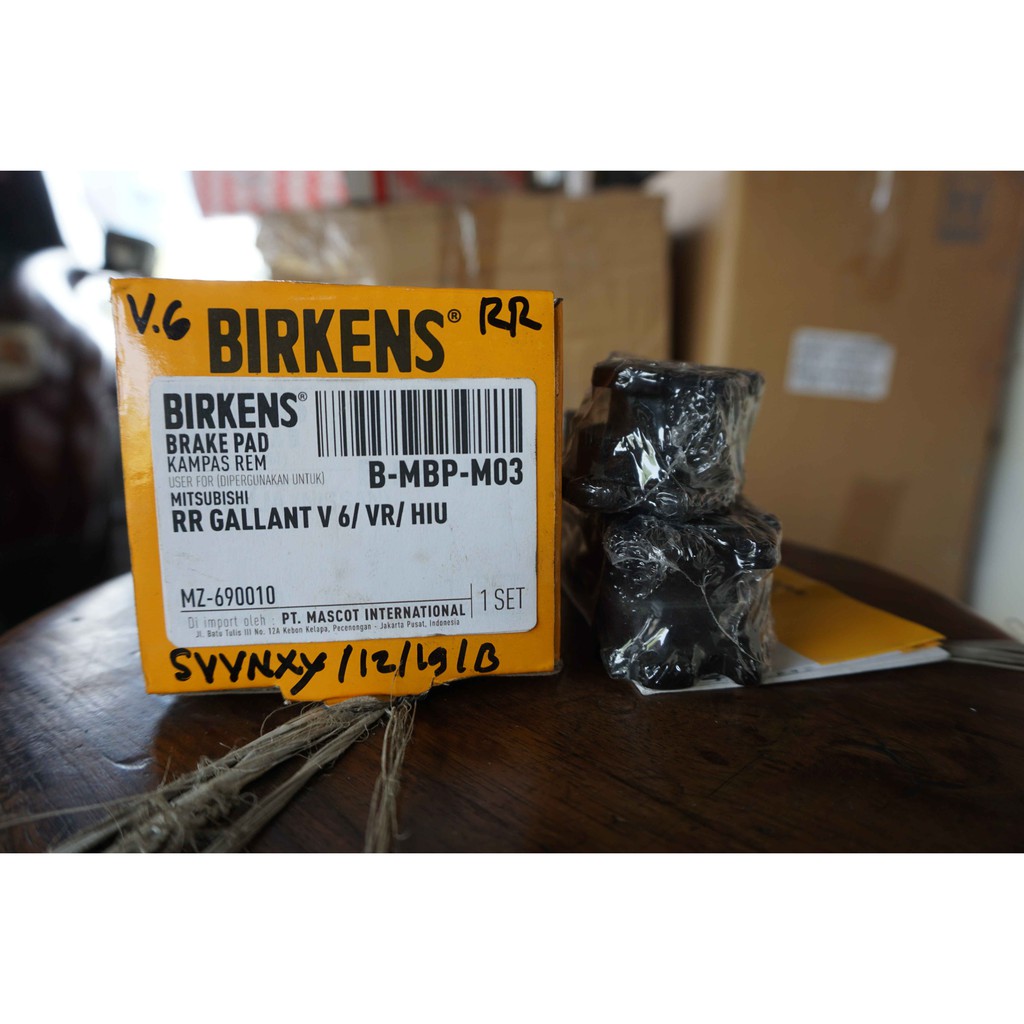 V.6 BIRKENS® RR
BIRKENS®
BRAKE PAD
KAMPAS REM
USER FOR (DIPERGUNAKAN UNTUK)
B-MBP-M03
MITSUBISHI
RR GALLANT V 6/ VR/ HIU
MZ-690010
1 SET
Di import oleh : PT. MASCOT INTERNATIONAL
Jl. Batu Tulis III No. 12A Kebon Kelapa, Pecenongan - Jakarta Pusat, Indonesia
SVYNXY/12/19/B